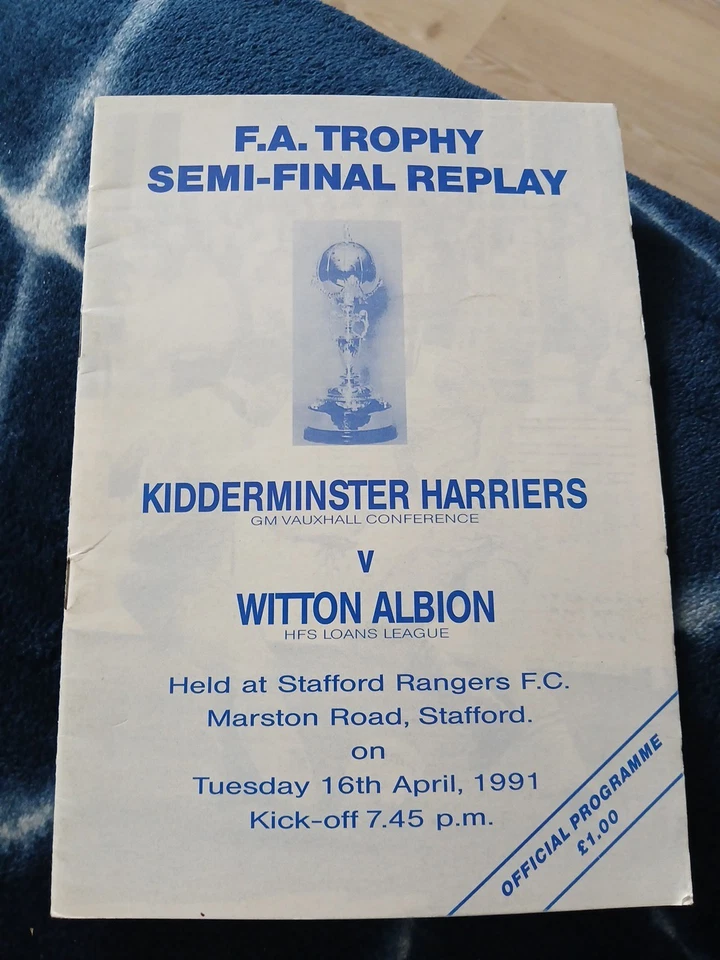 F.A. TROPHY
SEMI-FINAL REPLAY
KIDDERMINSTER HARRIERS
GM VAUXHALL CONFERENCE
V
WITTON ALBION
HFS LOANS LEAGUE
Held at Stafford Rangers F.C.
Marston Road, Stafford.
on
Tuesday 16th April, 1991
Kick-off 7.45 p.m.
OFFICIAL PROGRAMME
£1.00